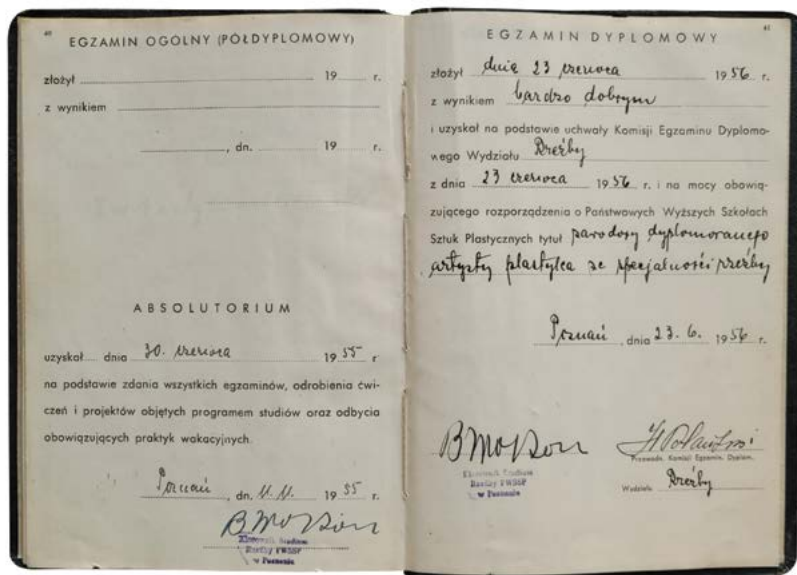 40
EGZAMIN OGÓLNY (PÓŁDYPLOMOWY)
złożył 19 r.
z wynikiem
, dn. 19 r.
ABSOLUTORIUM
uzyskał dnia 30. czerwca 1955 r
na podstawie zdania wszystkich egzaminów, odrobienia ćwi-
czeń i projektów objętych programem studiów oraz odbycia
obowiązujących praktyk wakacyjnych.
Poznań, dn. 11. 11. 1955 r.
Kierownik Studium
Rzeźby PWSSP
w Poznaniu
41
EGZAMIN DYPLOMOWY
złożył dnia 23 czerwca 1956 r.
z wynikiem bardzo dobrym
i uzyskał na podstawie uchwały Komisji Egzaminu Dyplomo-
wego Wydziału Rzeźby
z dnia 23 czerwca 1956 r. i na mocy obowią-
zującego rozporządzenia o Państwowych Wyższych Szkołach
Sztuk Plastycznych tytuł dyplomowanego
artysty plastyka ze specjalności rzeźby
Poznań, dnia 23. 6. 1956 r.
Kierownik Studium
Rzeźby PWSSP
w Poznaniu
Przewodn. Komisji Egzamin. Dyplom.
Wydziału Rzeźby